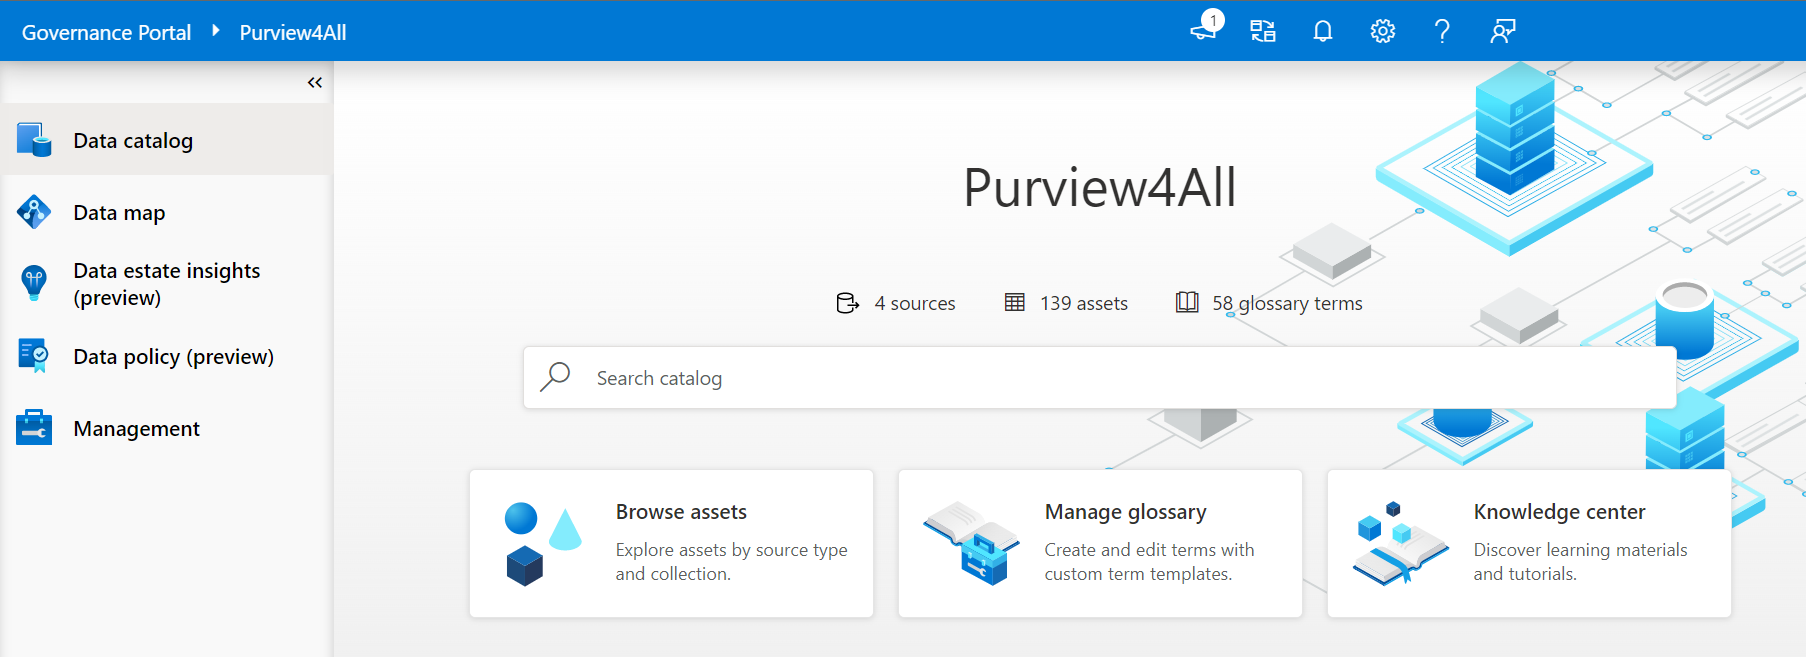 Governance Portal Purview4All
1
Data catalog
Data map
Data estate insights
(preview)
Data policy (preview)
Management
Purview4All
4 sources 139 assets 58 glossary terms
Search catalog
Browse assets
Explore assets by source type
and collection.
Manage glossary
Create and edit terms with
custom term templates.
Knowledge center
Discover learning materials
and tutorials.